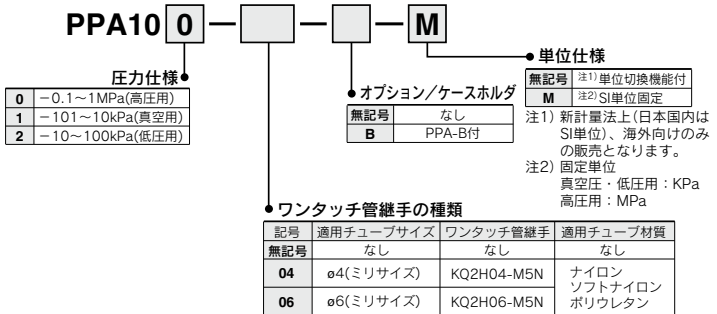 PPA10 0 — — — M
圧力仕様
0 －0.1～1MPa(高圧用)
1 －101～10kPa(真空用)
2 －10～100kPa(低圧用)
オプション／ケースホルダ
無記号 なし
B PPA-B付
単位仕様
無記号 注1)単位切換機能付
M 注2)SI単位固定
注1) 新計量法上(日本国内は
SI単位)、海外向けのみ
の販売となります。
注2) 固定単位
真空圧・低圧用：KPa
高圧用：MPa
ワンタッチ管継手の種類
記号 適用チューブサイズ ワンタッチ管継手 適用チューブ材質
無記号 なし なし なし
04 ø4(ミリサイズ) KQ2H04-M5N ナイロン
ソフトナイロン
06 ø6(ミリサイズ) KQ2H06-M5N ポリウレタン